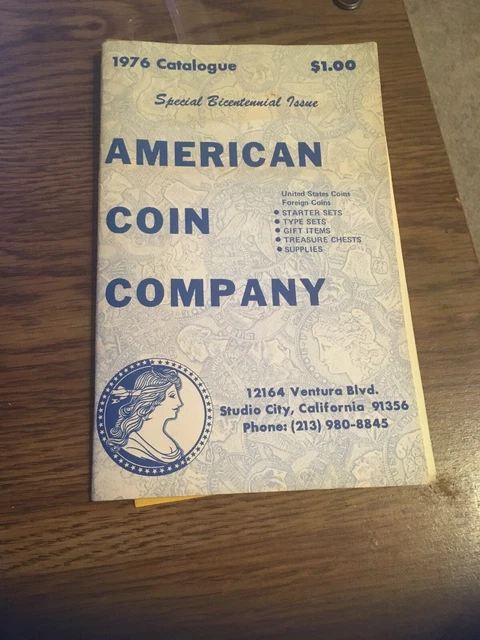 1976 Catalogue $1.00
Special Bicentennial Issue
AMERICAN
COIN
COMPANY
United States Coins
Foreign Coins
● STARTER SETS
● TYPE SETS
● GIFT ITEMS
● TREASURE CHESTS
● SUPPLIES
12164 Ventura Blvd.
Studio City, California 91356
Phone: (213) 980-8845